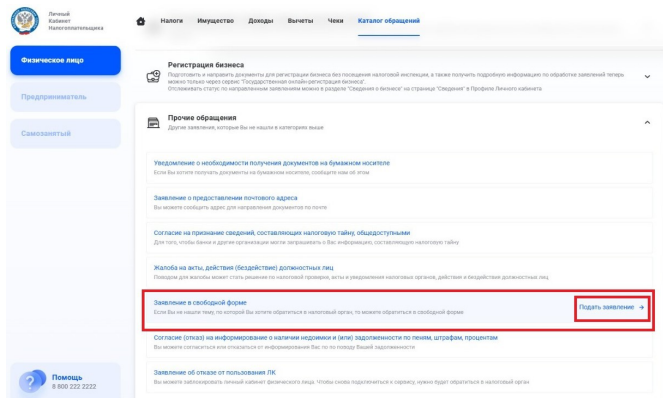 Личный
Кабинет
Налогоплательщика
Налоги Имущество Доходы Вычеты Чеки Каталог обращений
Физическое лицо
Предприниматель
Самозанятый
Регистрация бизнеса
Подготовить и направить документы для регистрации бизнеса без посещения налоговой инспекции, а также получить подробную информацию по обработке заявлений теперь
можно только через сервис "Государственная онлайн-регистрация бизнеса".
Отслеживать статус по направленным заявлениям можно в разделе "Сведения о бизнесе" на странице "Сведения" в Профиле Личного кабинета
Прочие обращения
Другие заявление, которые Вы не нашли в категориях выше
Уведомление о необходимости получения документов на бумажном носителе
Если Вы хотите получать документы на бумажном носителе, сообщите нам об этом
Заявление о предоставлении почтового адреса
Вы можете сообщить адрес для направления документов по почте
Согласие на признание сведений, составляющих налоговую тайну, общедоступными
Для того, чтобы банки и другие организации могли запрашивать о Вас информацию, составляющую налоговую тайну
Жалоба на акты, действия (бездействие) должностных лиц
Поводом для жалобы может стать решение по налоговой проверке, акты и уведомления налоговых органов, действия и бездействия должностных лиц.
Заявление в свободной форме
Если Вы не нашли тему, по которой Вы хотите обратиться в налоговый орган, то можете обратиться в свободной форме
Подать заявление →
Согласие (отказ) на информирование о наличии недоимки и (или) задолженности по пеням, штрафам, процентам
Вы можете согласиться или отказаться от информирования Вас по по поводу Вашей задолженности
Заявление об отказе от пользования ЛК
Вы можете заблокировать личный кабинет физического лица. Чтобы снова подключиться к сервису, нужно будет обратиться в налоговый орган
Помощь
8 800 222 2222